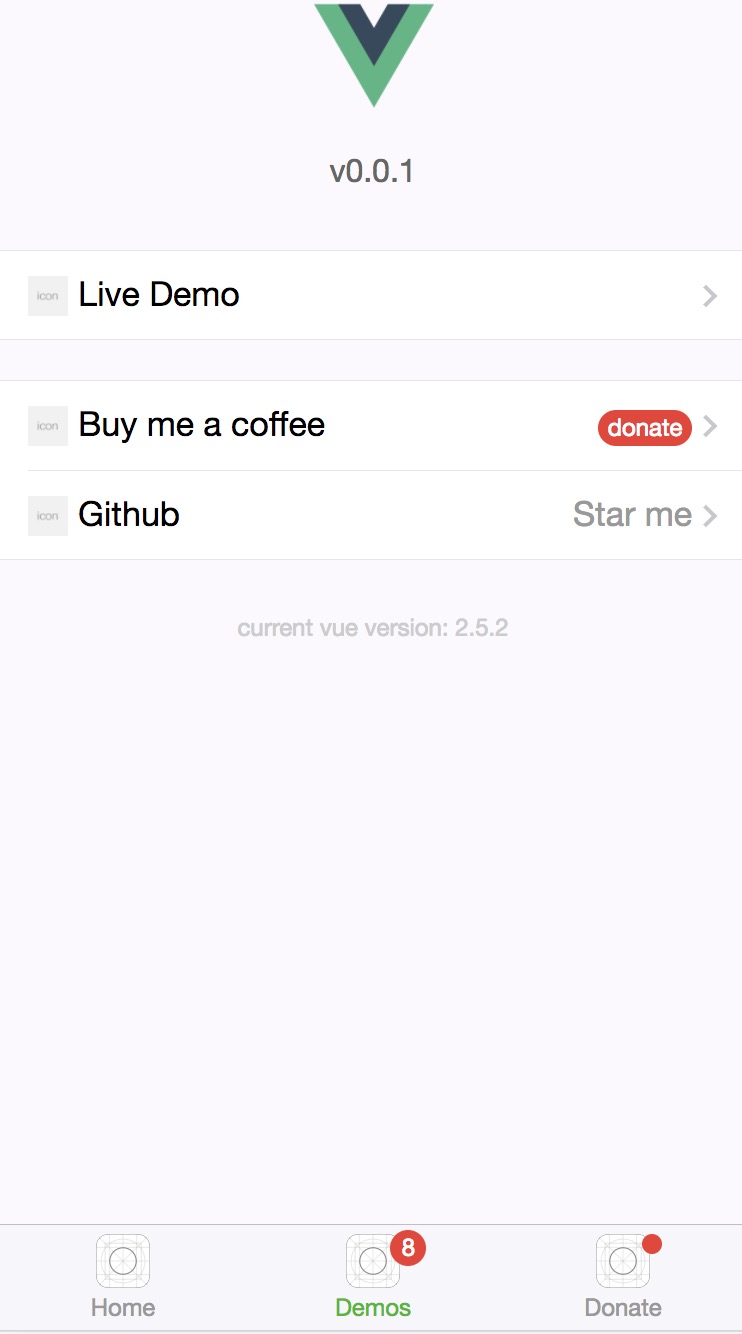 v0.0.1
icon Live Demo
icon Buy me a coffee donate
icon Github Star me
current vue version: 2.5.2
8
Home Demos Donate